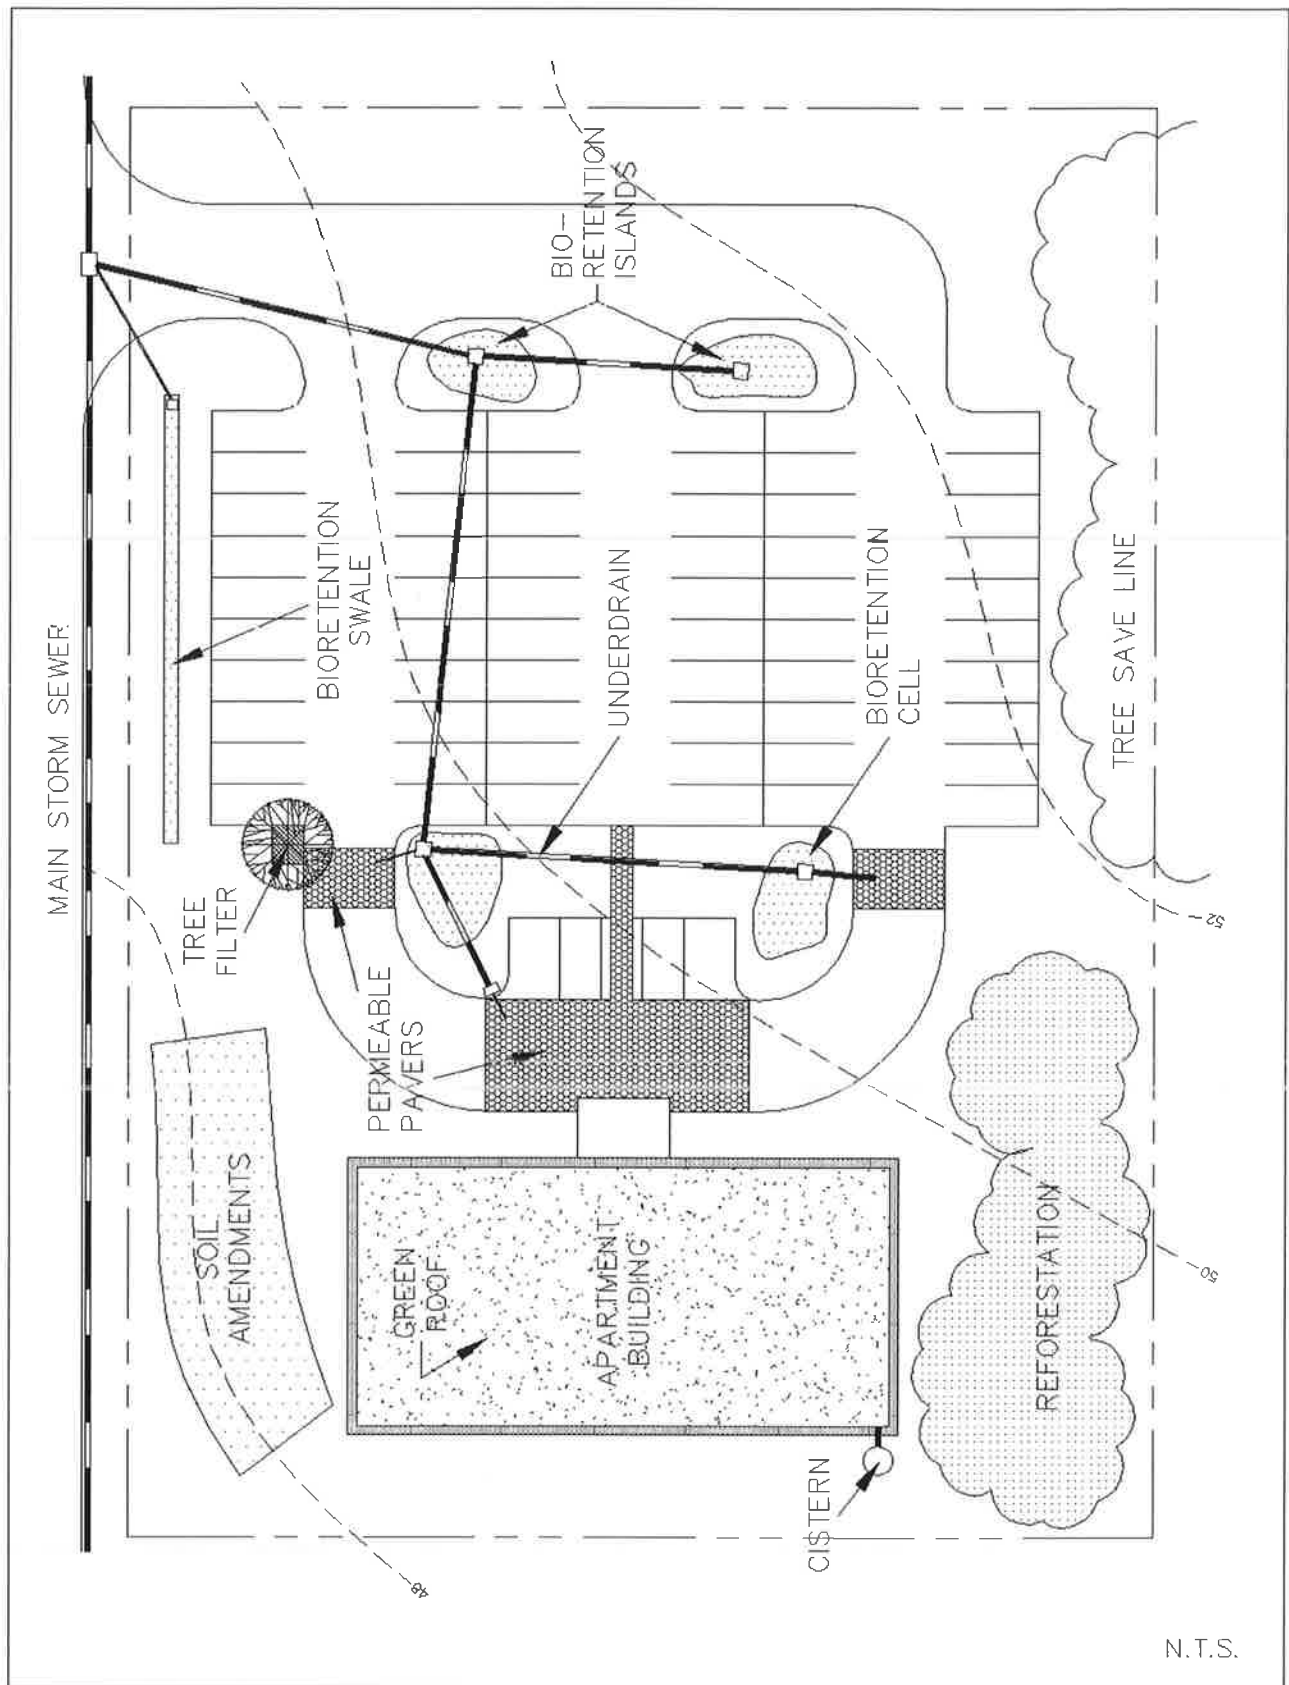 MAIN STORM SEWER
BIO-
RETENTION
ISLANDS
BIORETENTION
SWALE
UNDERDRAIN
BIORETENTION
CELL
TREE SAVE LINE
TREE
FILTER
PERMEABLE
PAVERS
52
SOIL
AMENDMENTS
GREEN
ROOF
APARTMENT
BUILDING
REFORESTATION
50
CISTERN
48
N.T.S.